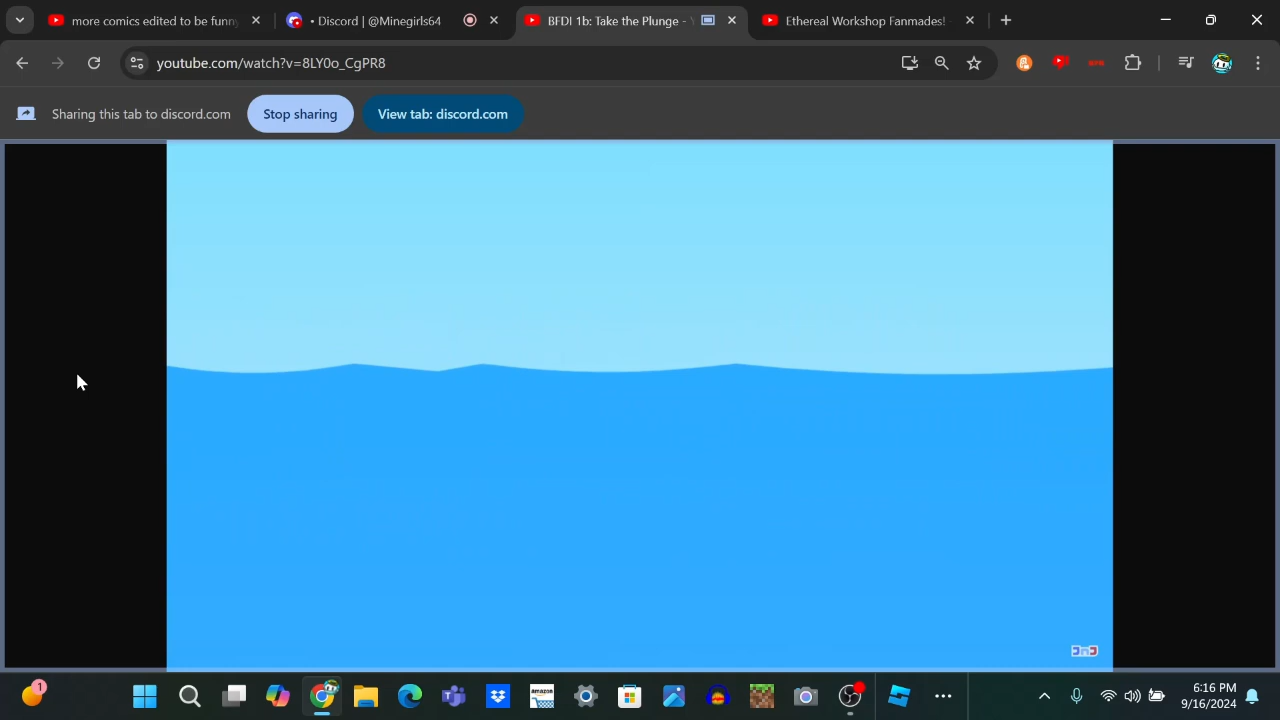 more comics edited to be funny
• Discord | @Minegirls64
BFDI 1b: Take the Plunge -
Ethereal Workshop Fanmades! -
youtube.com/watch?v=8LY0o_CgPR8
Sharing this tab to discord.com
Stop sharing
View tab: discord.com
1
amazon
6:16 PM
9/16/2024